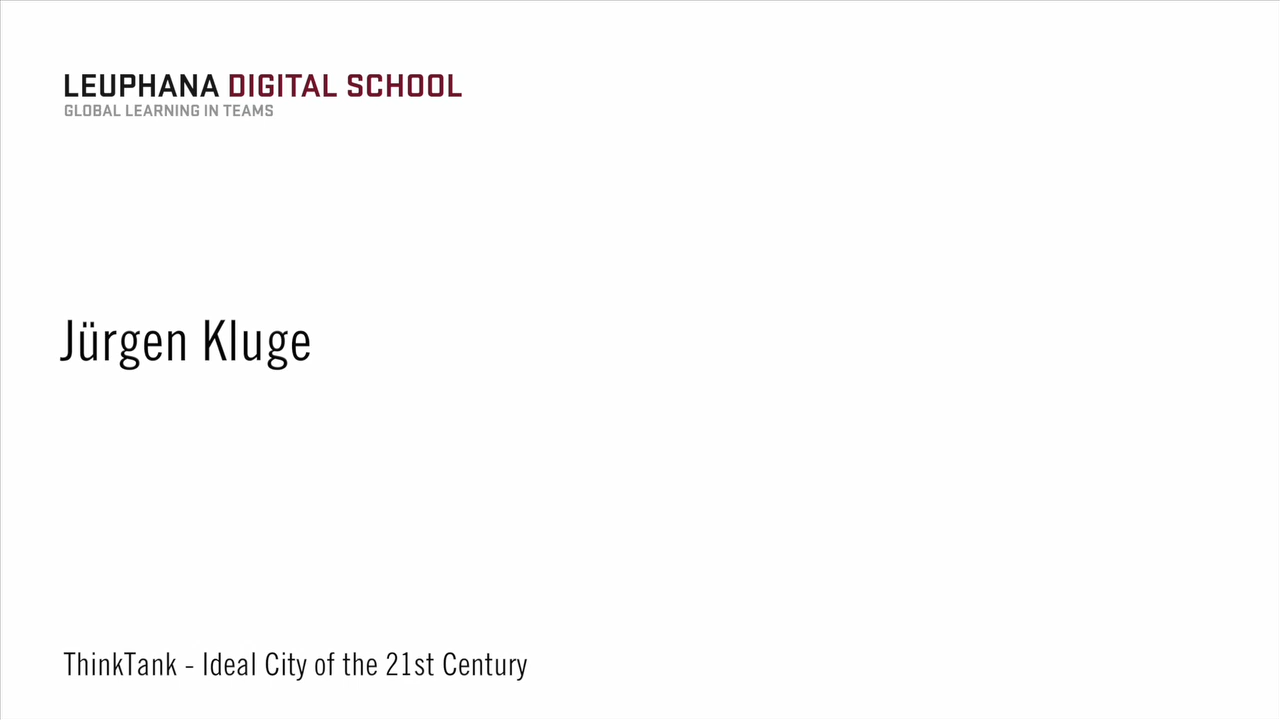 LEUPHANA DIGITAL SCHOOL
GLOBAL LEARNING IN TEAMS
Jürgen Kluge
ThinkTank - Ideal City of the 21st Century